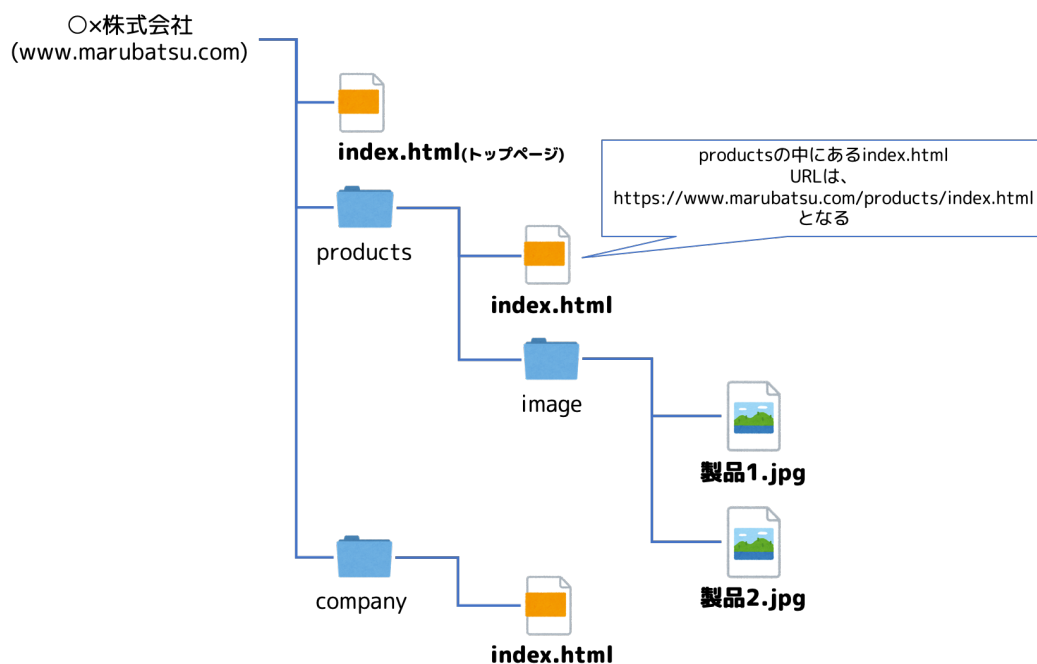 ○×株式会社
(www.marubatsu.com)
index.html(トップページ)
productsの中にあるindex.html
URLは、
https://www.marubatsu.com/products/index.html
となる
products
index.html
image
製品1.jpg
製品2.jpg
company
index.html